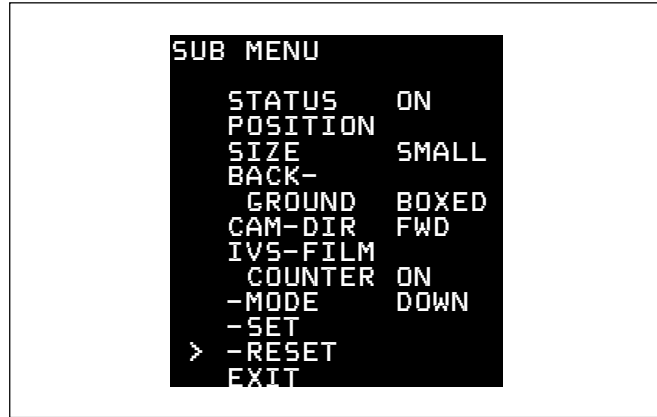 SUB MENU
STATUS ON
POSITION
SIZE SMALL
BACK-
GROUND BOXED
CAM-DIR FWD
IVS-FILM
COUNTER ON
-MODE DOWN
-SET
> -RESET
EXIT